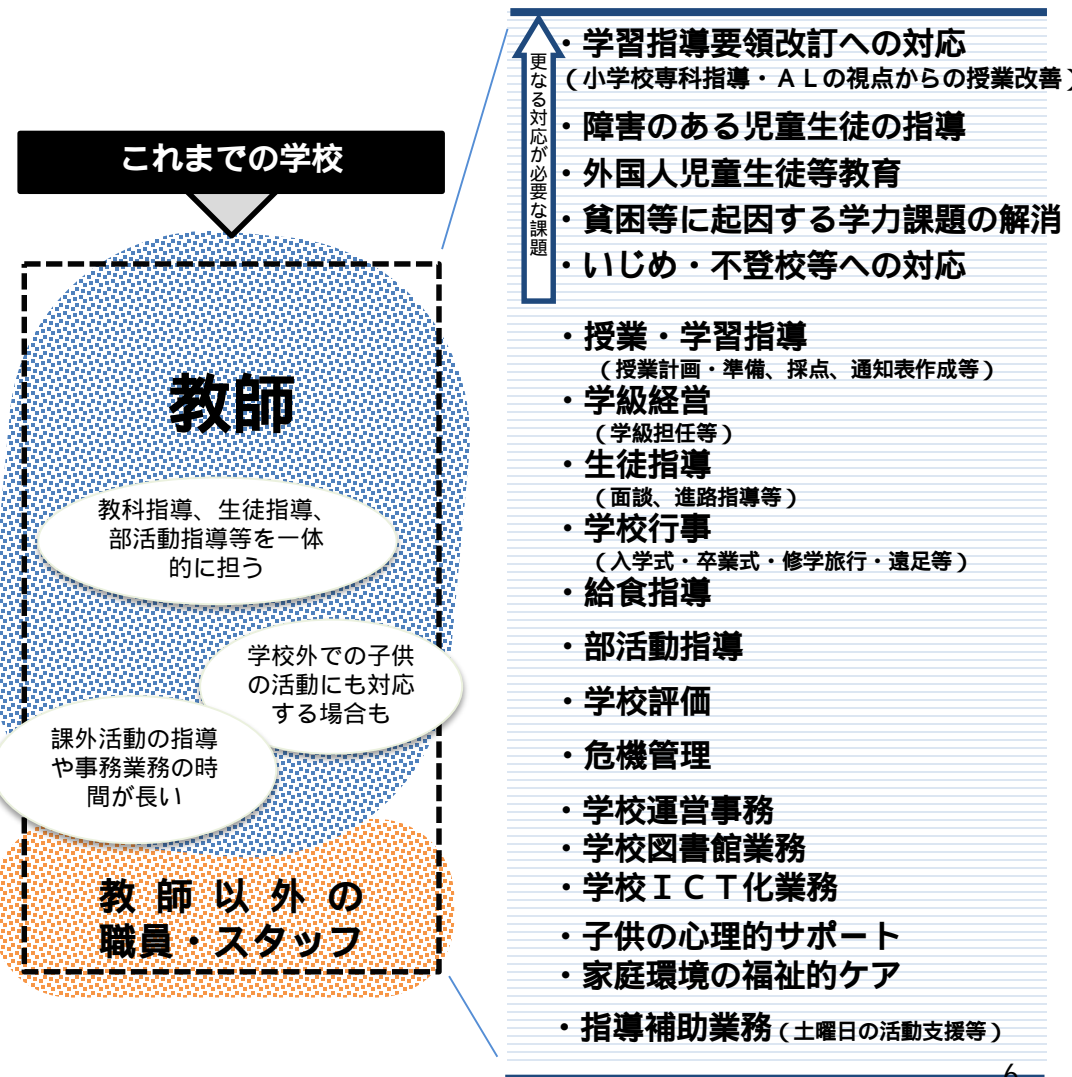 これまでの学校
教師
教科指導、生徒指導、
部活動指導等を一体
的に担う
学校外での子供
の活動にも対応
する場合も
課外活動の指導
や事務業務の時
間が長い
教師以外の
職員・スタッフ
更なる対応が必要な課題
・学習指導要領改訂への対応
（小学校専科指導・ＡＬの視点からの授業改善）
・障害のある児童生徒の指導
・外国人児童生徒等教育
・貧困等に起因する学力課題の解消
・いじめ・不登校等への対応
・授業・学習指導
（授業計画・準備、採点、通知表作成等）
・学級経営
（学級担任等）
・生徒指導
（面談、進路指導等）
・学校行事
（入学式・卒業式・修学旅行・遠足等）
・給食指導
・部活動指導
・学校評価
・危機管理
・学校運営事務
・学校図書館業務
・学校ＩＣＴ化業務
・子供の心理的サポート
・家庭環境の福祉的ケア
・指導補助業務（土曜日の活動支援等）